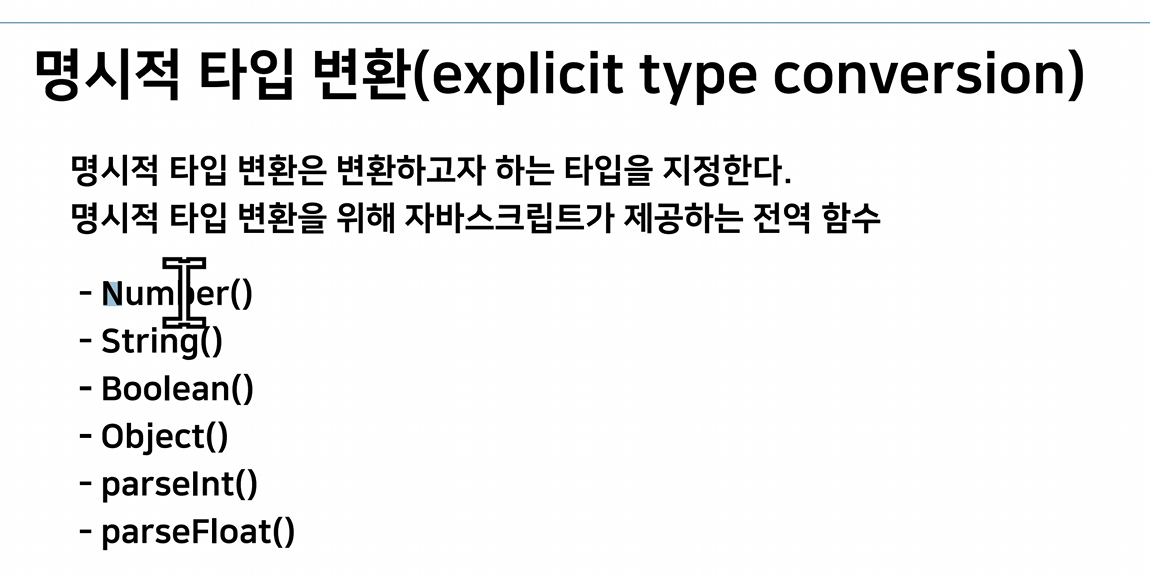 명시적 타입 변환(explicit type conversion)
명시적 타입 변환은 변환하고자 하는 타입을 지정한다.
명시적 타입 변환을 위해 자바스크립트가 제공하는 전역 함수
- Number()
- String()
- Boolean()
- Object()
- parseInt()
- parseFloat()